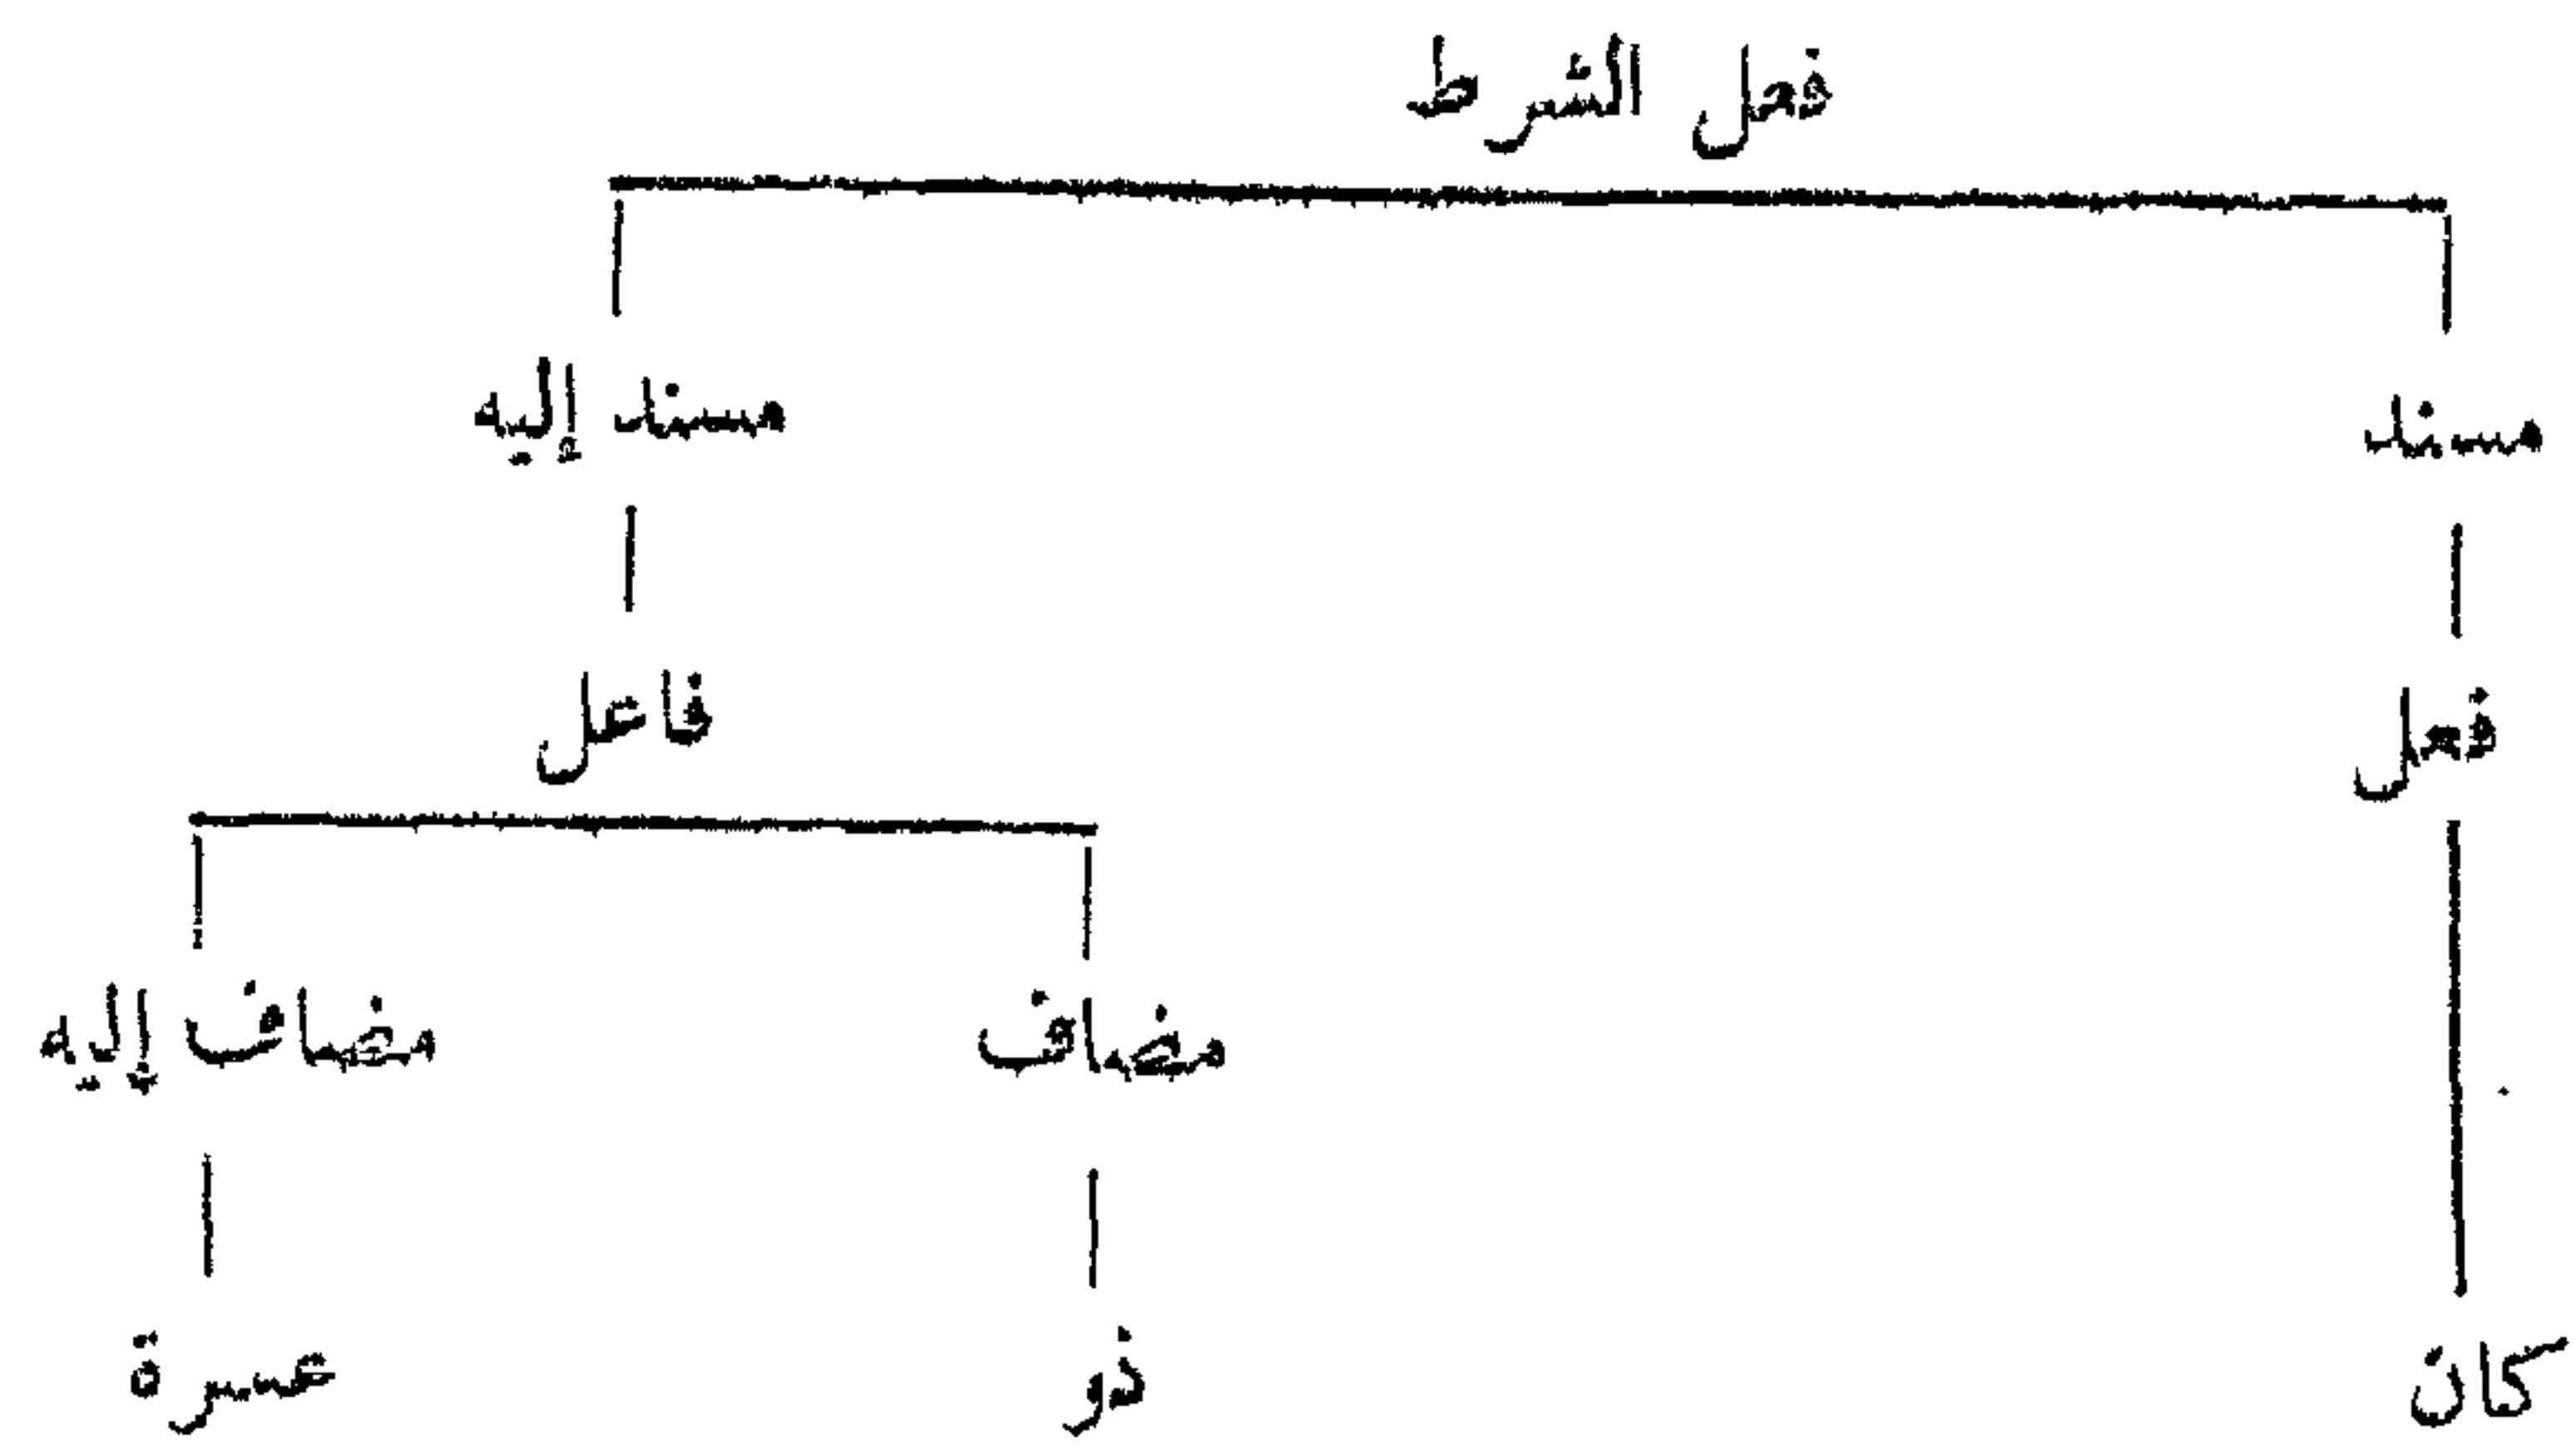 فعل الشرط
مسند مسند إليه
فعل فاعل
مضاف مضاف إليه
كان ذو عسرة